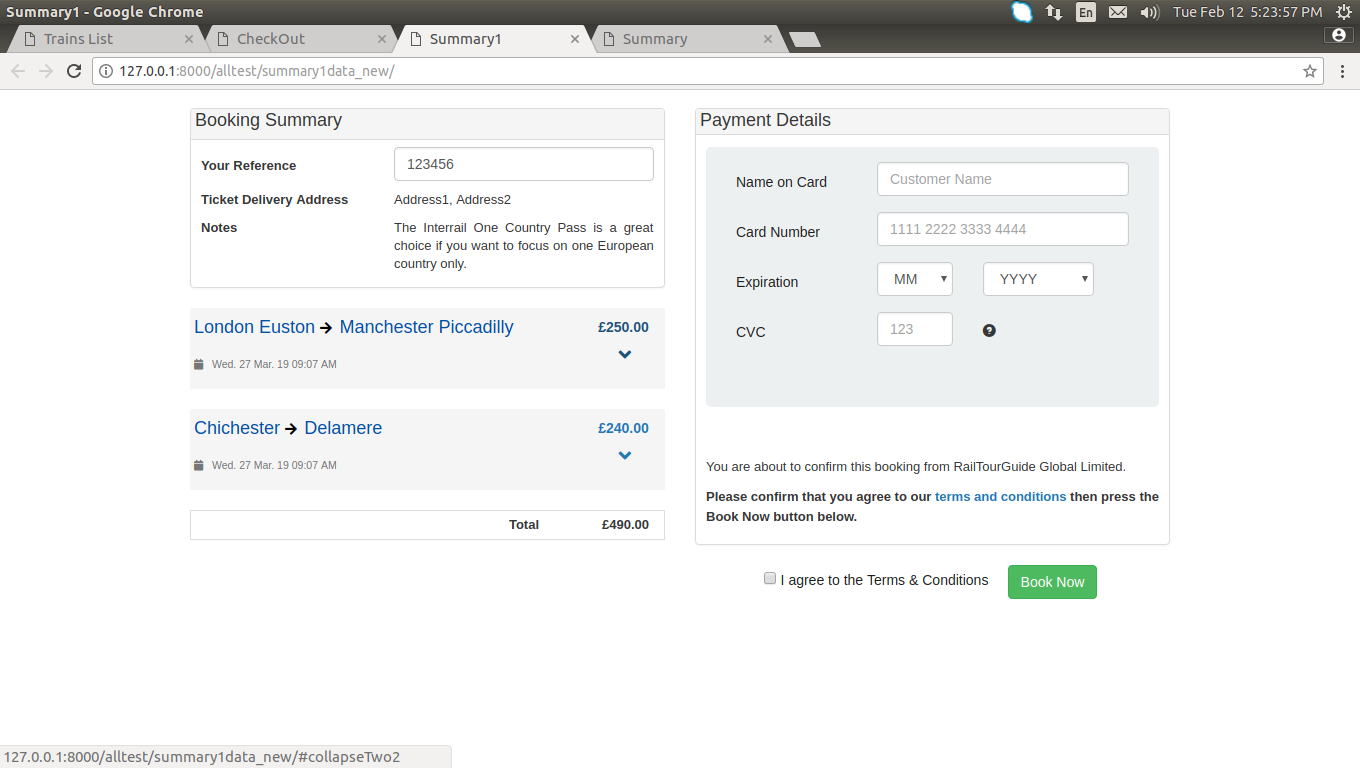 Summary1 - Google Chrome
En
Tue Feb 12 5:23:57 PM
Trains List
CheckOut
Summary1
Summary
127.0.0.1:8000/alltest/summary1data_new/
Booking Summary
Your Reference
123456
Ticket Delivery Address
Address1, Address2
Notes
The Interrail One Country Pass is a great
choice if you want to focus on one European
country only.
London Euston → Manchester Piccadilly
£250.00
Wed. 27 Mar. 19 09:07 AM
Chichester → Delamere
£240.00
Wed. 27 Mar. 19 09:07 AM
Total £490.00
Payment Details
Name on Card
Customer Name
Card Number
1111 2222 3333 4444
Expiration
MM
YYYY
CVC
123
You are about to confirm this booking from RailTourGuide Global Limited.
Please confirm that you agree to our terms and conditions then press the
Book Now button below.
I agree to the Terms & Conditions
Book Now
127.0.0.1:8000/alltest/summary1data_new/#collapseTwo2